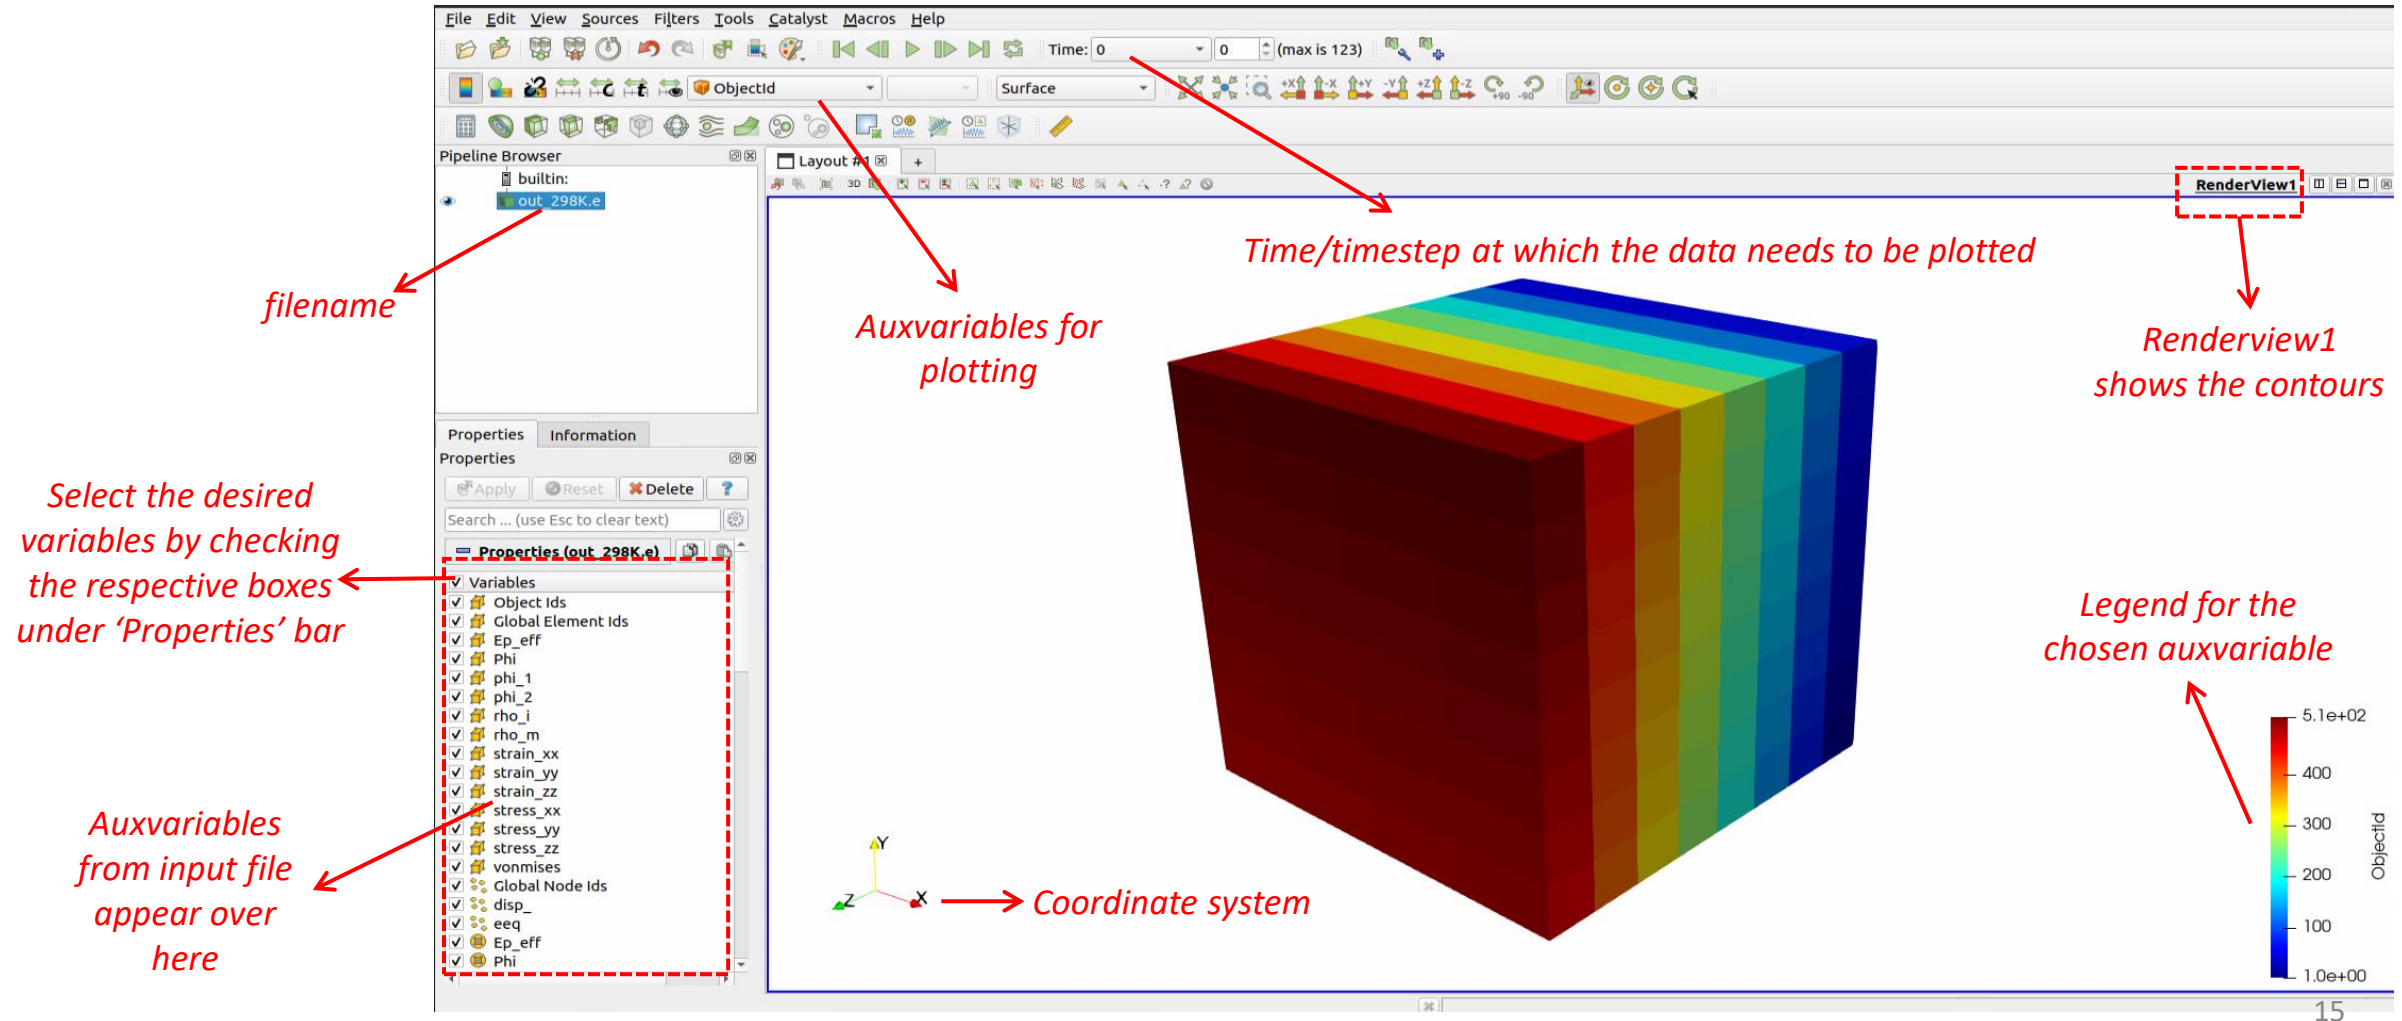 File Edit View Sources Filters Tools Catalyst Macros Help
Time: 0 0 (max is 123)
ObjectId Surface
+X -X +Y -Y +Z -Z +90 -90
Pipeline Browser
builtin:
out_298K.e
Layout #1 +
3D
RenderView1
filename
Auxvariables for
plotting
Time/timestep at which the data needs to be plotted
Renderview1
shows the contours
Properties Information
Properties
Apply Reset Delete ?
Search ... (use Esc to clear text)
Properties (out_298K.e)
Variables
Object Ids
Global Element Ids
Ep_eff
Phi
phi_1
phi_2
rho_i
rho_m
strain_xx
strain_yy
strain_zz
stress_xx
stress_yy
stress_zz
vonmises
Global Node Ids
disp_
eeq
Ep_eff
Phi
Select the desired
variables by checking
the respective boxes
under ‘Properties’ bar
Auxvariables
from input file
appear over
here
Y
Z
X
Coordinate system
Legend for the
chosen auxvariable
5.1e+02
400
300
200
100
1.0e+00
ObjectId
15